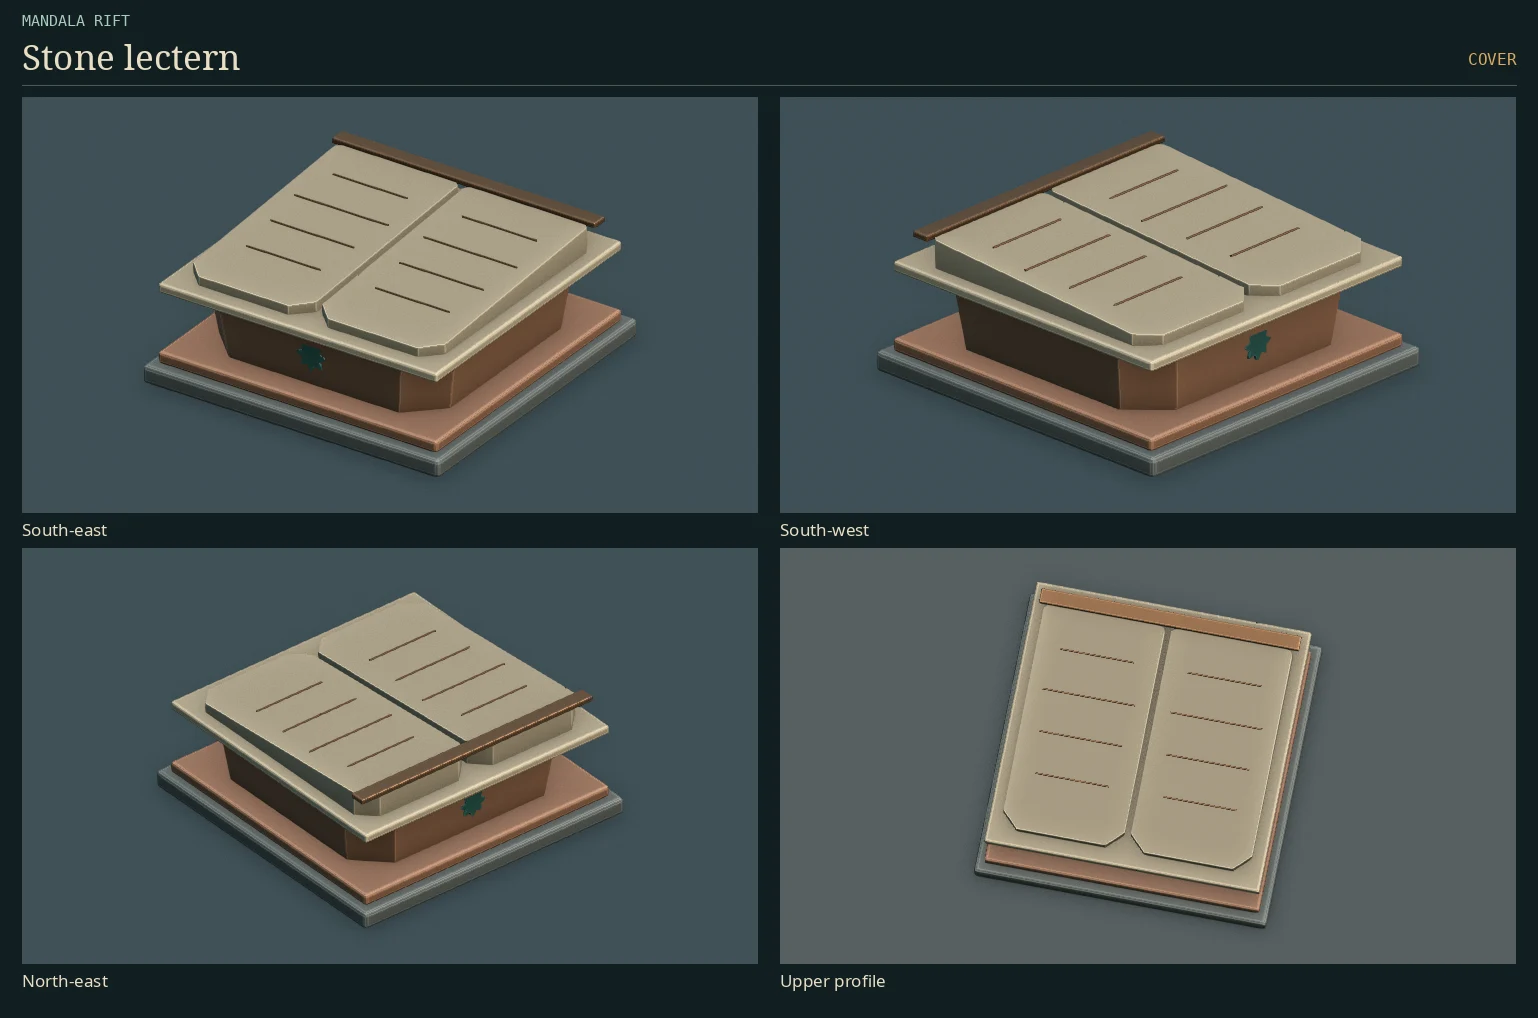 MANDALA RIFT
Stone lectern
COVER
South-east
South-west
North-east
Upper profile